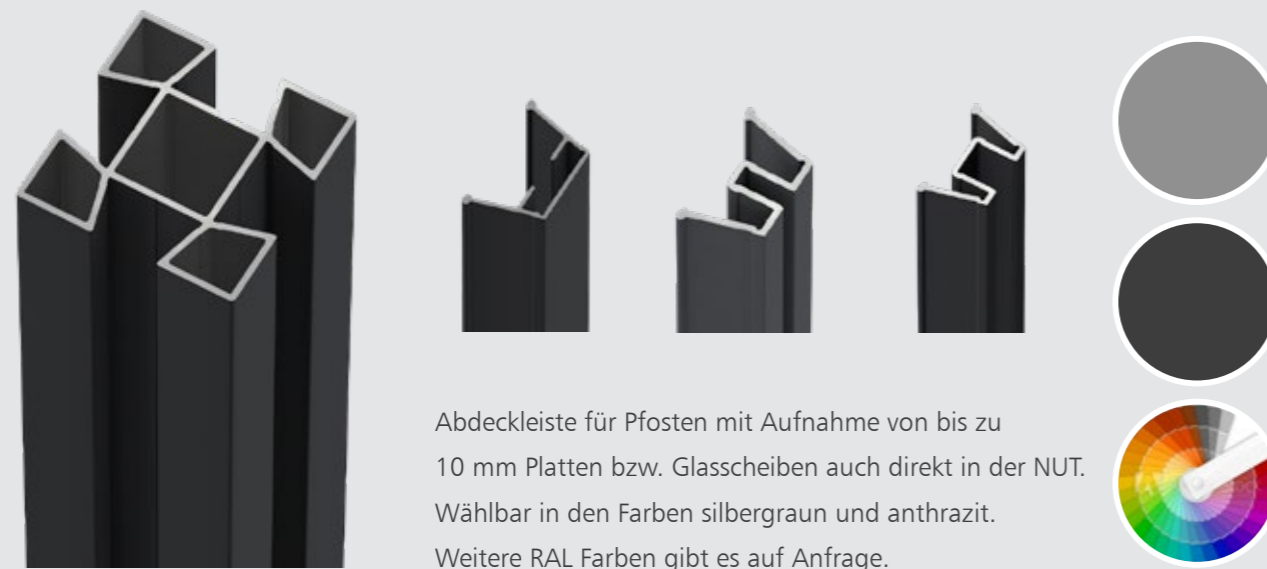 Abdeckleiste für Pfosten mit Aufnahme von bis zu
10 mm Platten bzw. Glasscheiben auch direkt in der NUT.
Wählbar in den Farben silbergraun und anthrazit.
Weitere RAL Farben gibt es auf Anfrage.